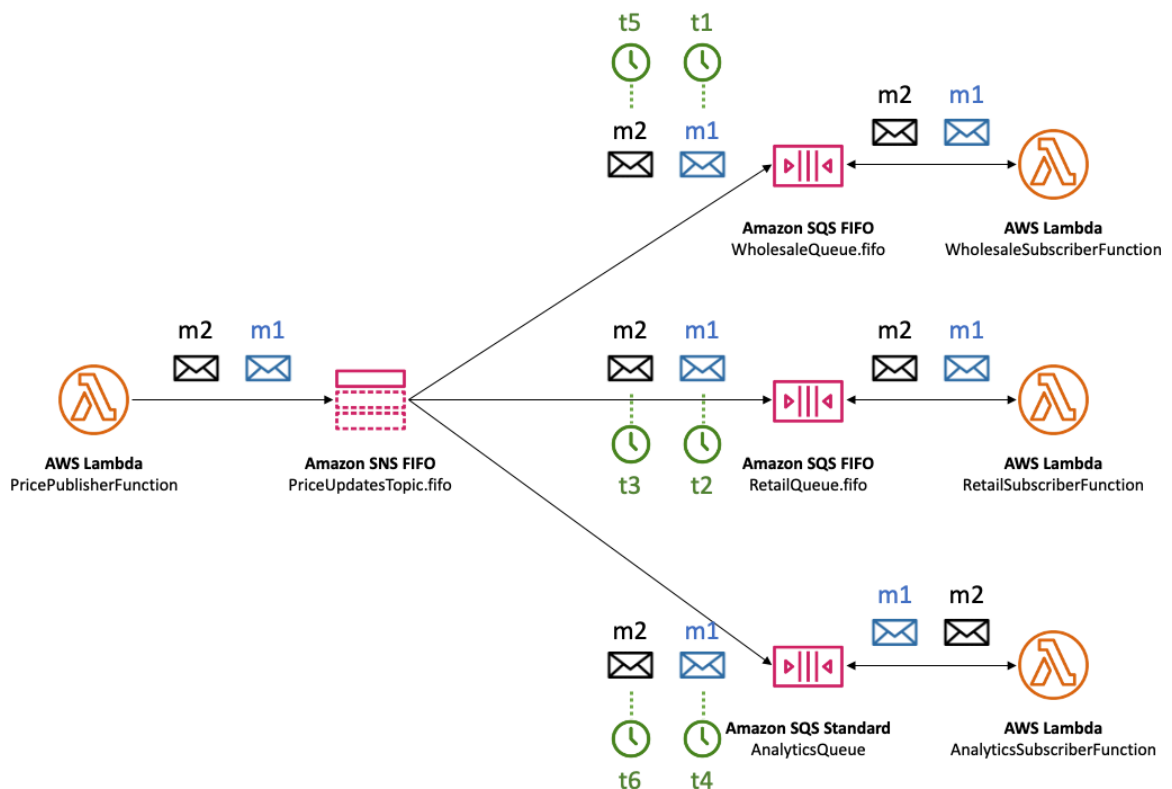 t5 t1
m2 m1
m2 m1
Amazon SQS FIFO
WholesaleQueue.fifo
AWS Lambda
WholesaleSubscriberFunction
m2 m1
AWS Lambda
PricePublisherFunction
Amazon SNS FIFO
PriceUpdatesTopic.fifo
m2 m1
t3 t2
m2 m1
Amazon SQS FIFO
RetailQueue.fifo
AWS Lambda
RetailSubscriberFunction
m2 m1
t6 t4
m1 m2
Amazon SQS Standard
AnalyticsQueue
AWS Lambda
AnalyticsSubscriberFunction